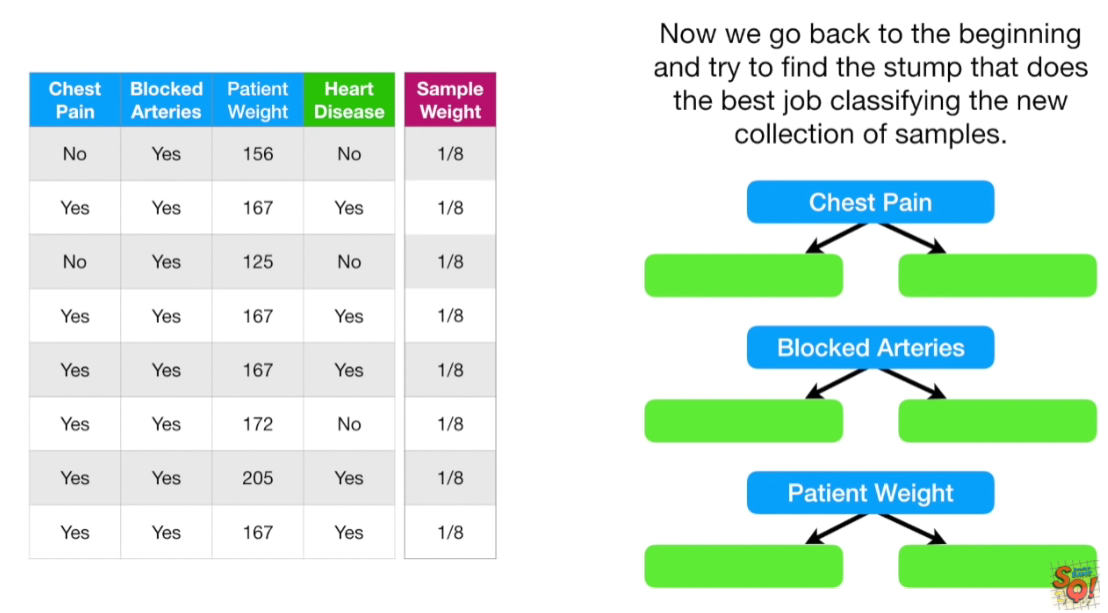 Now we go back to the beginning
and try to find the stump that does
the best job classifying the new
collection of samples.
Chest Pain Blocked Arteries Patient Weight Heart Disease Sample Weight
No Yes 156 No 1/8
Yes Yes 167 Yes 1/8
No Yes 125 No 1/8
Yes Yes 167 Yes 1/8
Yes Yes 167 Yes 1/8
Yes Yes 172 No 1/8
Yes Yes 205 Yes 1/8
Yes Yes 167 Yes 1/8
Chest Pain
Blocked Arteries
Patient Weight
SQ!